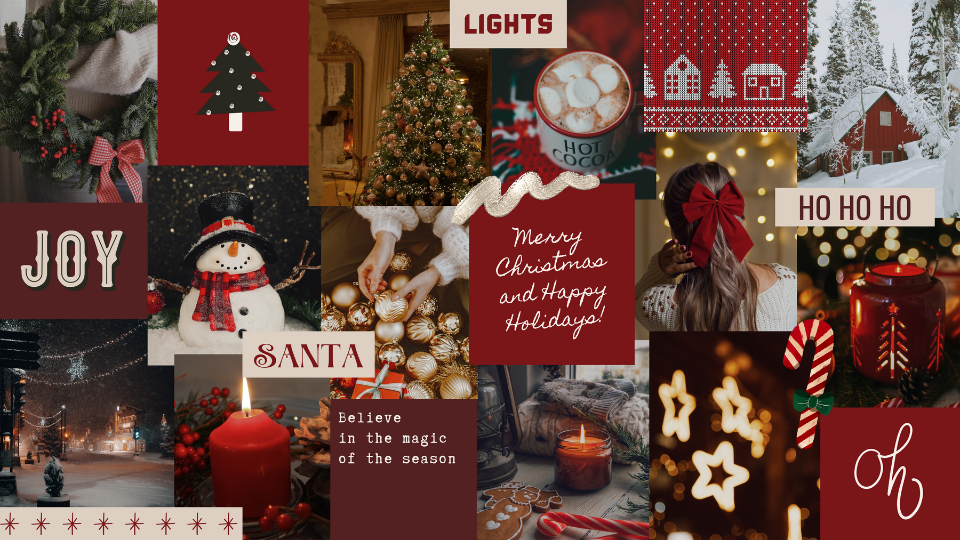 LIGHTS
HOT
COCOA
HO HO HO
JOY
Merry
Christmas
and Happy
Holidays!
SANTA
Believe
in the magic
of the season
oh